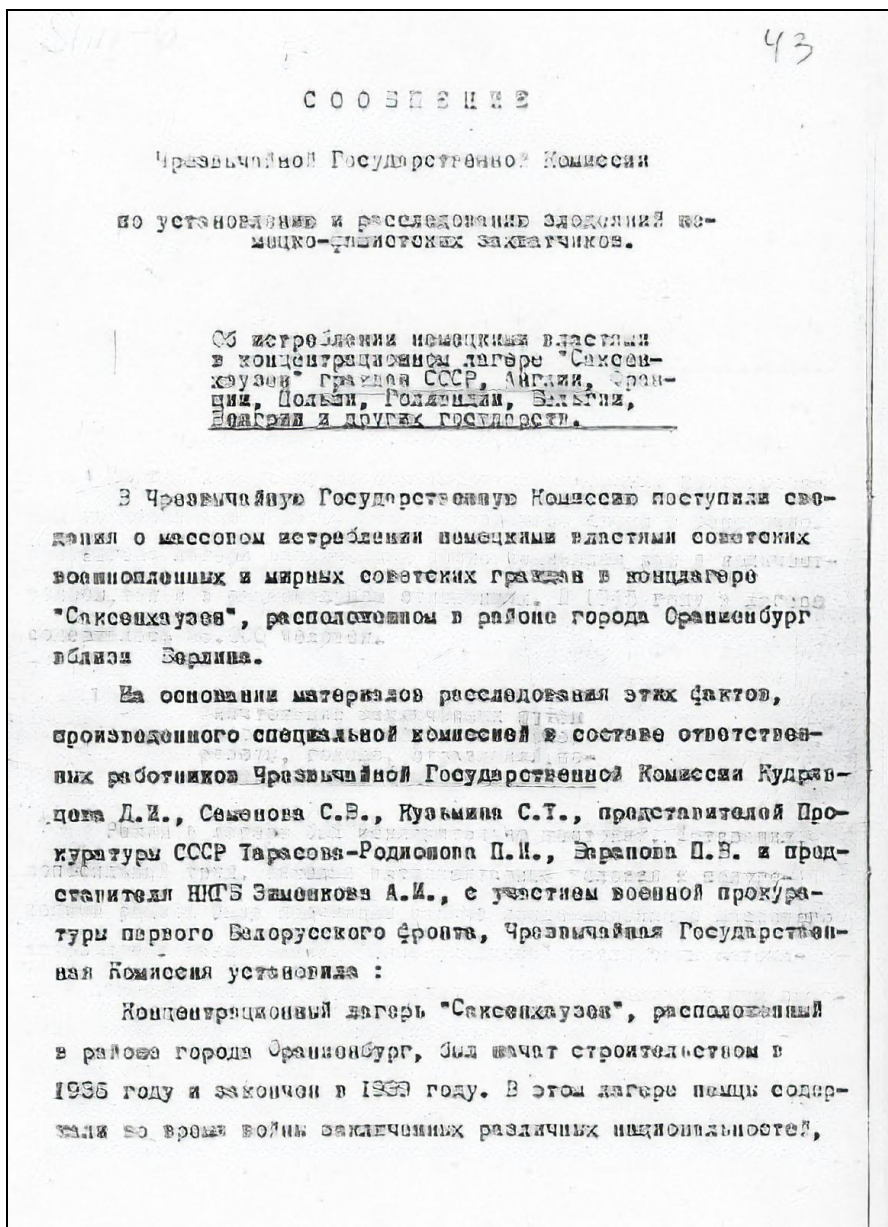 43
СООБЩЕНИЕ
Чрезвычайной Государственной Комиссии
по установлению и расследованию злодеяний не-
мецко-фашистских захватчиков.
Об истреблении немецкими властями
в концентрационном лагере "Саксен-
хаузен" граждан СССР, Англии, Фран-
ции, Польши, Голландии, Бельгии,
Венгрии и других государств.
В Чрезвычайную Государственную Комиссию поступили све-
дения о массовом истреблении немецкими властями советских
военнопленных и мирных советских граждан в концлагере
"Саксенхаузен", расположенном в районе города Ораниенбург
вблизи Берлина.
На основании материалов расследования этих фактов,
произведенного специальной комиссией в составе ответствен-
ных работников Чрезвычайной Государственной Комиссии Кудряв-
цева Д.И., Семенова С.В., Кузьмина С.Т., представителей Про-
куратуры СССР Тарасова-Родионова П.И., П.В. и пред-
ставителя НКГБ Зименкова А.И., с участием военной прокура-
туры первого Белорусского фронта, Чрезвычайная Государствен-
ная Комиссия установила :
Концентрационный лагерь "Саксенхаузен", расположенный
в районе города Оранионбург, был начат строительством в
1936 году и закончен в 1939 году. В этом лагере немцы содер-
жали во время войны заключенных различных национальностей,